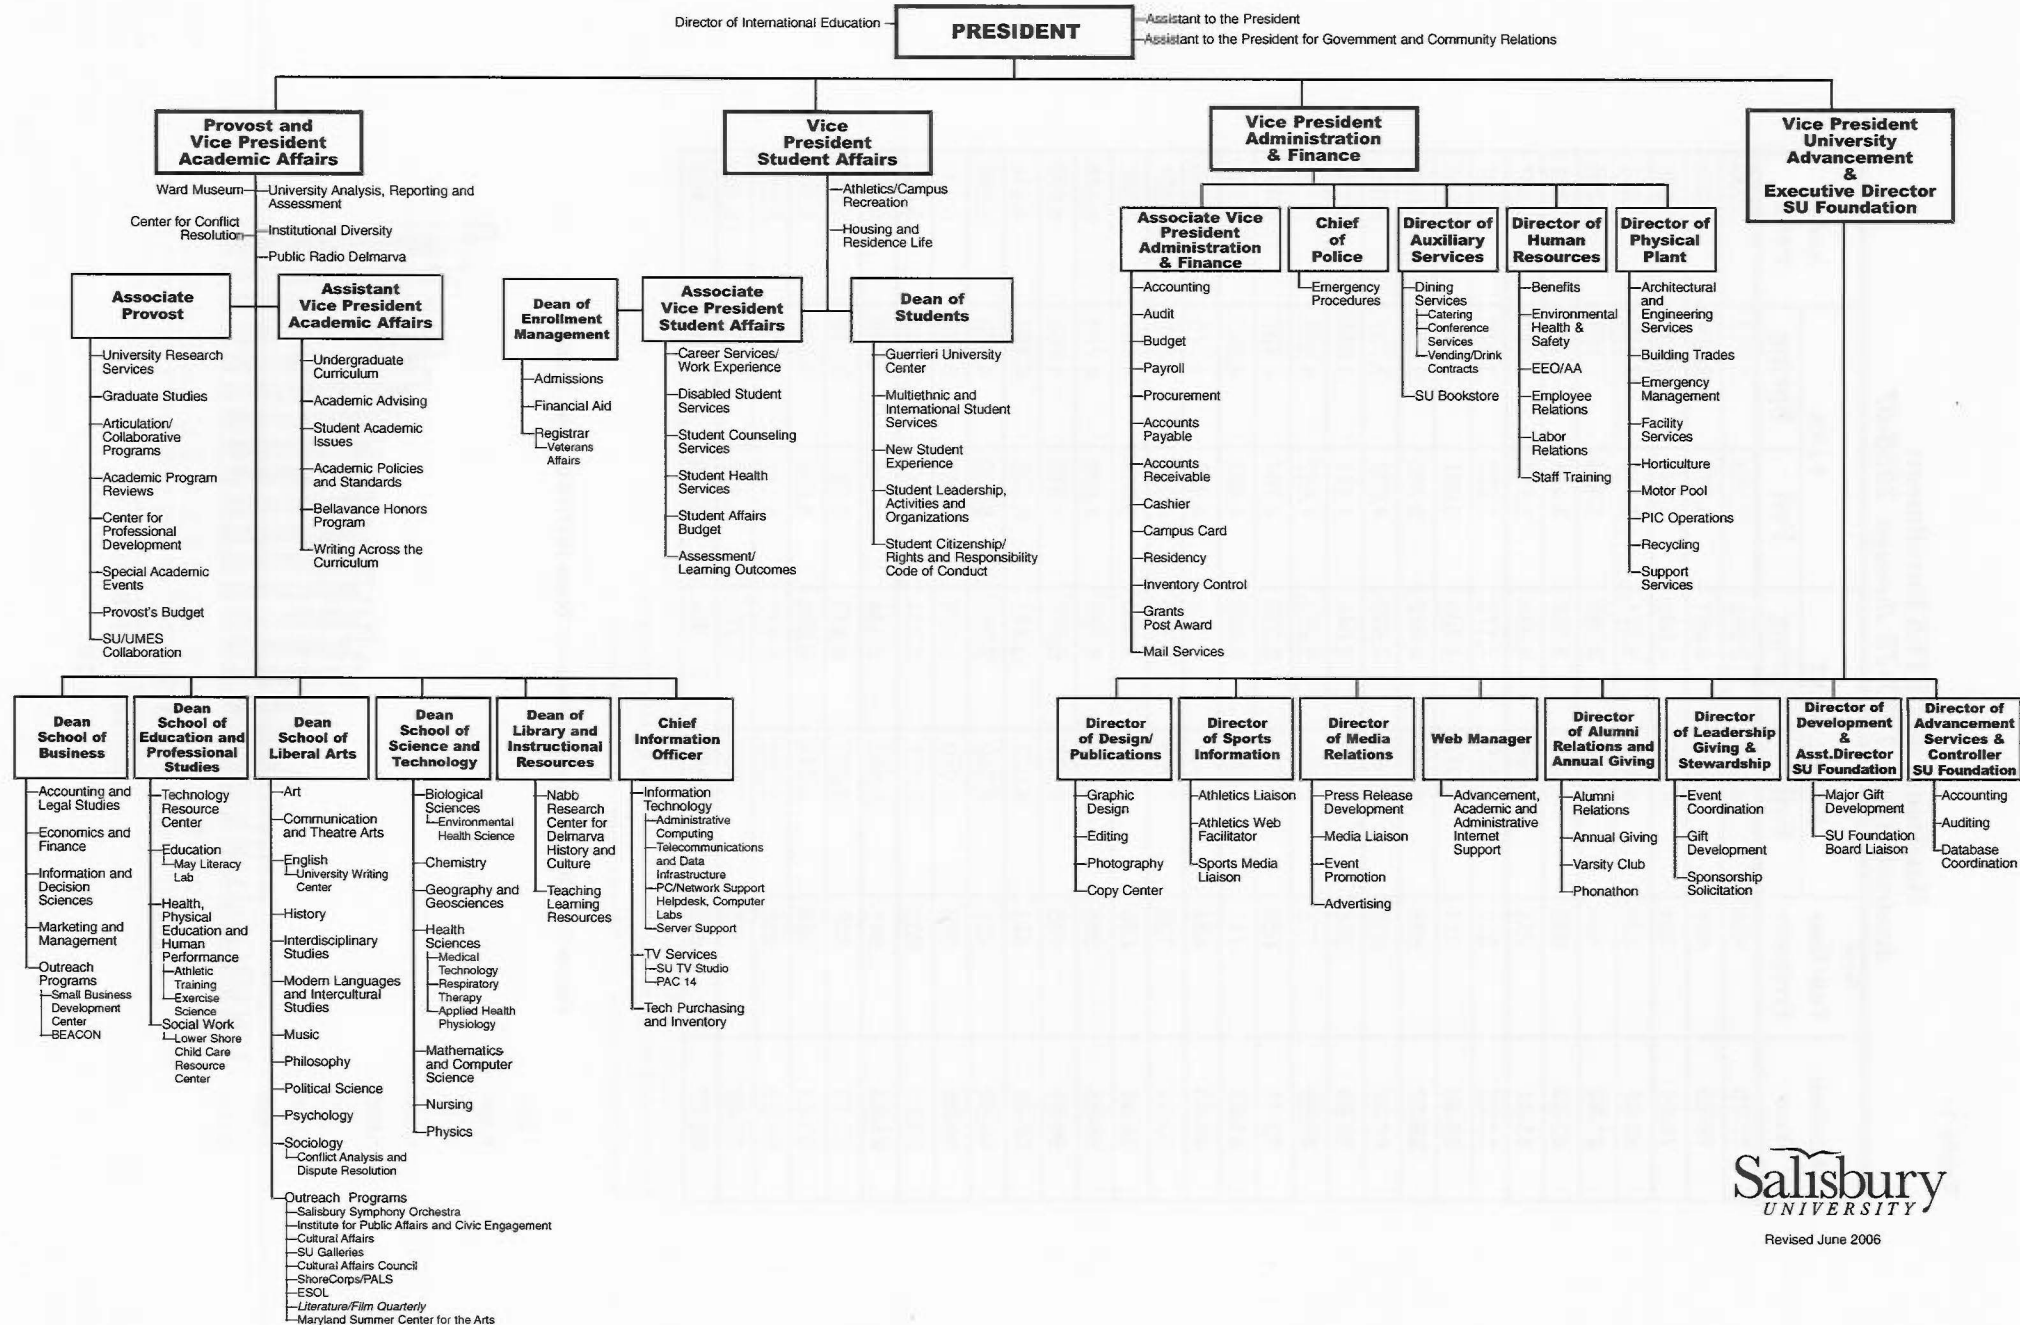 Director of International Education
PRESIDENT
Assistant to the President
Assistant to the President for Government and Community Relations
Provost and
Vice President
Academic Affairs
Ward Museum
University Analysis, Reporting and
Assessment
Center for Conflict
Resolution
Institutional Diversity
Public Radio Delmarva
Associate
Provost
University Research
Services
Graduate Studies
Articulation/
Collaborative
Programs
Academic Program
Reviews
Center for
Professional
Development
Special Academic
Events
Provost's Budget
SU/UMES
Collaboration
Assistant
Vice President
Academic Affairs
Undergraduate
Curriculum
Academic Advising
Student Academic
Issues
Academic Policies
and Standards
Bellavance Honors
Program
Writing Across the
Curriculum
Vice
President
Student Affairs
Athletics/Campus
Recreation
Housing and
Residence Life
Dean of
Enrollment
Management
Admissions
Financial Aid
Registrar
Veterans
Affairs
Associate
Vice President
Student Affairs
Career Services/
Work Experience
Disabled Student
Services
Student Counseling
Services
Student Health
Services
Student Affairs
Budget
Assessment/
Learning Outcomes
Dean of
Students
Guerrieri University
Center
Multiethnic and
International Student
Services
New Student
Experience
Student Leadership,
Activities and
Organizations
Student Citizenship/
Rights and Responsibility
Code of Conduct
Vice President
Administration
& Finance
Associate Vice
President
Administration
& Finance
Accounting
Audit
Budget
Payroll
Procurement
Accounts
Payable
Accounts
Receivable
Cashier
Campus Card
Residency
Inventory Control
Grants
Post Award
Mail Services
Chief
of
Police
Emergency
Procedures
Director of
Auxiliary
Services
Dining
Services
Catering
Conference
Services
Vending/Drink
Contracts
SU Bookstore
Director of
Human
Resources
Benefits
Environmental
Health &
Safety
EEO/AA
Employee
Relations
Labor
Relations
Staff Training
Director of
Physical
Plant
Architectural
and
Engineering
Services
Building Trades
Emergency
Management
Facility
Services
Horticulture
Motor Pool
PIC Operations
Recycling
Support
Services
Vice President
University
Advancement
&
Executive Director
SU Foundation
Dean
School of
Business
Accounting and
Legal Studies
Economics and
Finance
Information and
Decision
Sciences
Marketing and
Management
Outreach
Programs
Small Business
Development
Center
BEACON
Dean
School of
Education and
Professional
Studies
Technology
Resource
Center
Education
May Literacy
Lab
Health,
Physical
Education and
Human
Performance
Athletic
Training
Exercise
Science
Social Work
Lower Shore
Child Care
Resource
Center
Dean
School of
Liberal Arts
Art
Communication
and Theatre Arts
English
University Writing
Center
History
Interdisciplinary
Studies
Modern Languages
and Intercultural
Studies
Music
Philosophy
Political Science
Psychology
Sociology
Conflict Analysis and
Dispute Resolution
Outreach Programs
Salisbury Symphony Orchestra
Institute for Public Affairs and Civic Engagement
Cultural Affairs
SU Galleries
Cultural Affairs Council
ShoreCorps/PALS
ESOL
Literature/Film Quarterly
Maryland Summer Center for the Arts
Dean
School of
Science and
Technology
Biological
Sciences
Environmental
Health Science
Chemistry
Geography and
Geosciences
Health
Sciences
Medical
Technology
Respiratory
Therapy
Applied Health
Physiology
Mathematics
and Computer
Science
Nursing
Physics
Dean of
Library and
Instructional
Resources
Nabb
Research
Center for
Delmarva
History and
Culture
Teaching
Learning
Resources
Chief
Information
Officer
Information
Technology
Administrative
Computing
Telecommunications
and Data
Infrastructure
PC/Network Support
Helpdesk, Computer
Labs
Server Support
TV Services
SU TV Studio
PAC 14
Tech Purchasing
and Inventory
Director
of Design/
Publications
Graphic
Design
Editing
Photography
Copy Center
Director
of Sports
Information
Athletics Liaison
Athletics Web
Facilitator
Sports Media
Liaison
Director
of Media
Relations
Press Release
Development
Media Liaison
Event
Promotion
Advertising
Web Manager
Advancement,
Academic and
Administrative
Internet
Support
Director
of Alumni
Relations and
Annual Giving
Alumni
Relations
Annual Giving
Varsity Club
Phonathon
Director
of Leadership
Giving &
Stewardship
Event
Coordination
Gift
Development
Sponsorship
Solicitation
Director of
Development
&
Asst.Director
SU Foundation
Major Gift
Development
SU Foundation
Board Liaison
Director of
Advancement
Services &
Controller
SU Foundation
Accounting
Auditing
Database
Coordination
Salisbury
UNIVERSITY
Revised June 2006